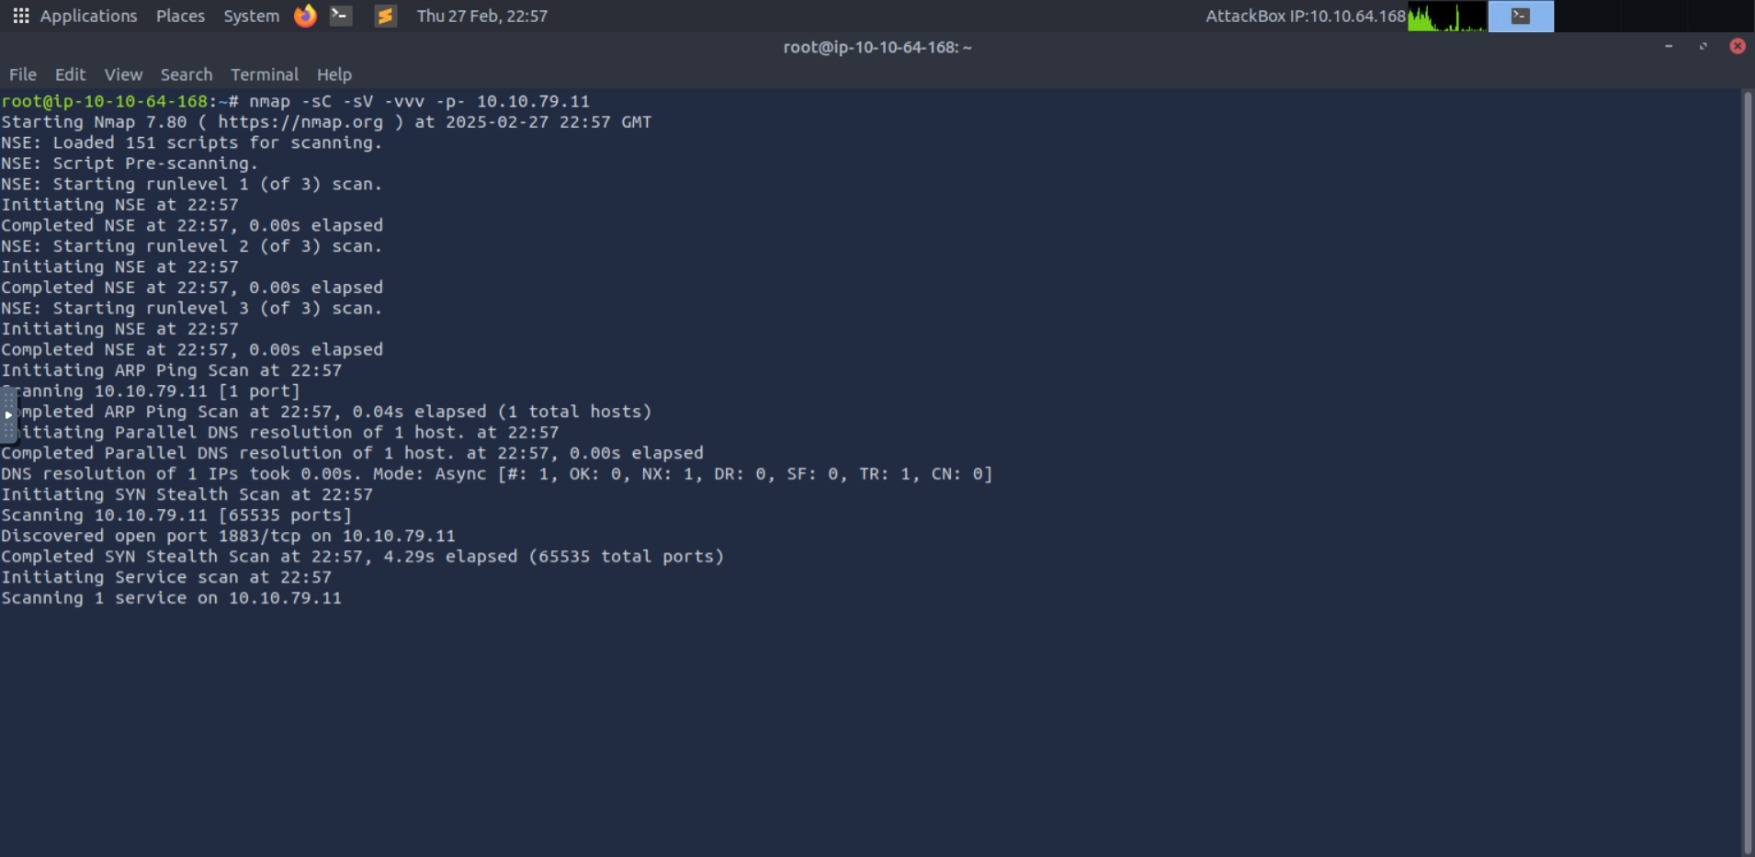 Applications Places System Thu 27 Feb, 22:57 AttackBox IP:10.10.64.168
root@ip-10-10-64-168: ~
File Edit View Search Terminal Help
root@ip-10-10-64-168:~# nmap -sC -sV -vvv -p- 10.10.79.11
Starting Nmap 7.80 ( https://nmap.org ) at 2025-02-27 22:57 GMT
NSE: Loaded 151 scripts for scanning.
NSE: Script Pre-scanning.
NSE: Starting runlevel 1 (of 3) scan.
Initiating NSE at 22:57
Completed NSE at 22:57, 0.00s elapsed
NSE: Starting runlevel 2 (of 3) scan.
Initiating NSE at 22:57
Completed NSE at 22:57, 0.00s elapsed
NSE: Starting runlevel 3 (of 3) scan.
Initiating NSE at 22:57
Completed NSE at 22:57, 0.00s elapsed
Initiating ARP Ping Scan at 22:57
Scanning 10.10.79.11 [1 port]
ompleted ARP Ping Scan at 22:57, 0.04s elapsed (1 total hosts)
itiating Parallel DNS resolution of 1 host. at 22:57
Completed Parallel DNS resolution of 1 host. at 22:57, 0.00s elapsed
DNS resolution of 1 IPs took 0.00s. Mode: Async [#: 1, OK: 0, NX: 1, DR: 0, SF: 0, TR: 1, CN: 0]
Initiating SYN Stealth Scan at 22:57
Scanning 10.10.79.11 [65535 ports]
Discovered open port 1883/tcp on 10.10.79.11
Completed SYN Stealth Scan at 22:57, 4.29s elapsed (65535 total ports)
Initiating Service scan at 22:57
Scanning 1 service on 10.10.79.11